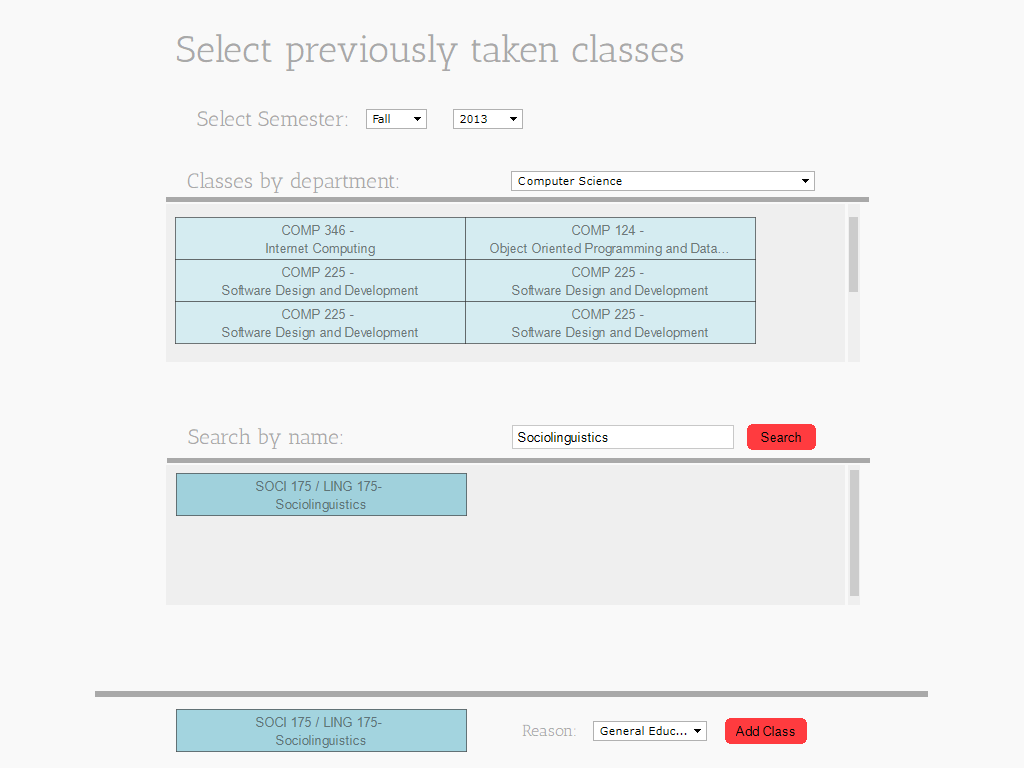 Select previously taken classes
Select Semester: Fall 2013
Classes by department: Computer Science
COMP 346 -
Internet Computing
COMP 124 -
Object Oriented Programming and Data...
COMP 225 -
Software Design and Development
COMP 225 -
Software Design and Development
COMP 225 -
Software Design and Development
COMP 225 -
Software Design and Development
Search by name: Sociolinguistics Search
SOCI 175 / LING 175-
Sociolinguistics
SOCI 175 / LING 175-
Sociolinguistics
Reason: General Educ... Add Class